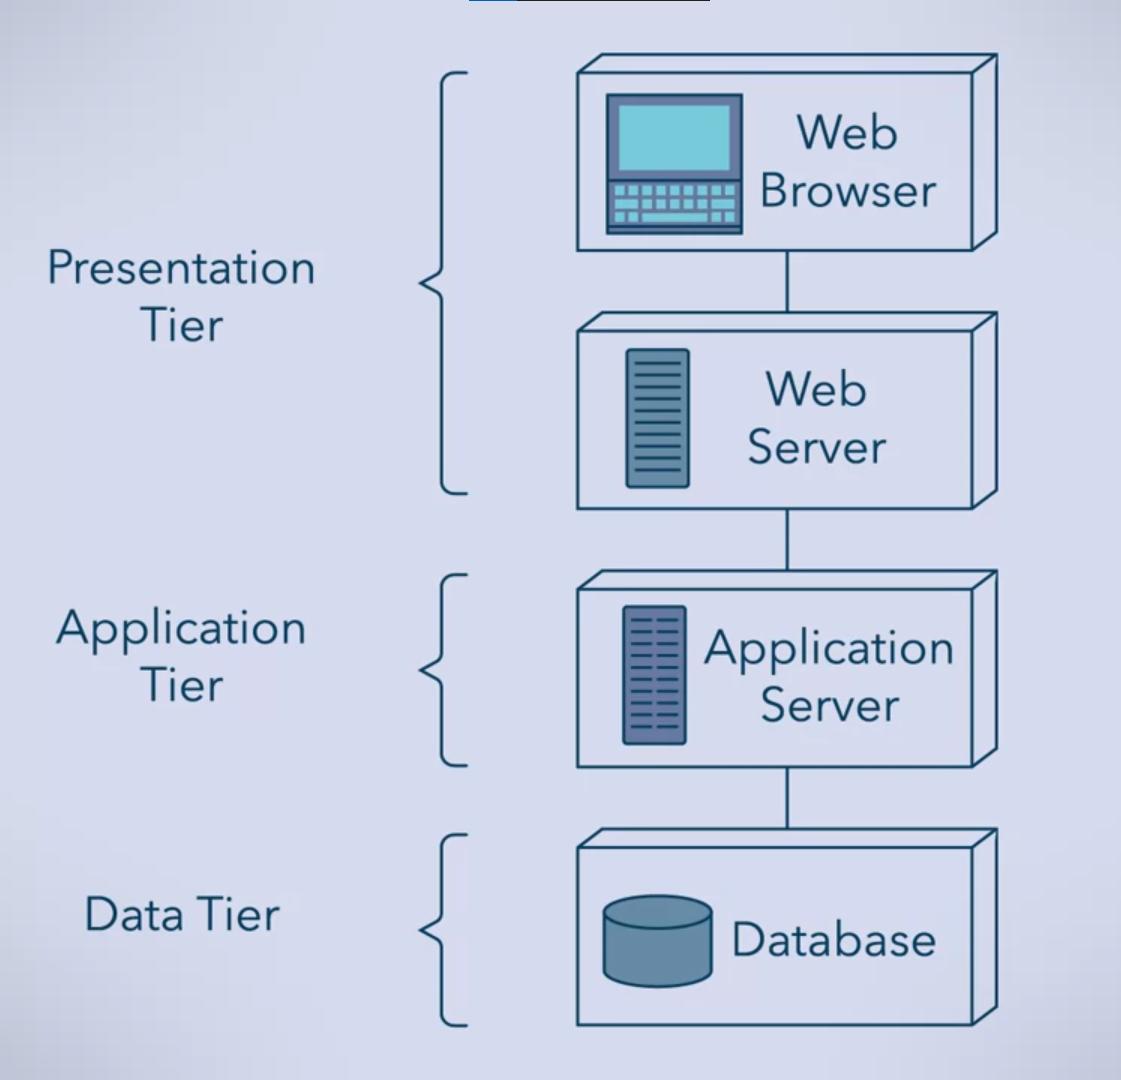 Web
Browser
Presentation
Tier
Web
Server
Application
Tier
Application
Server
Data Tier
Database